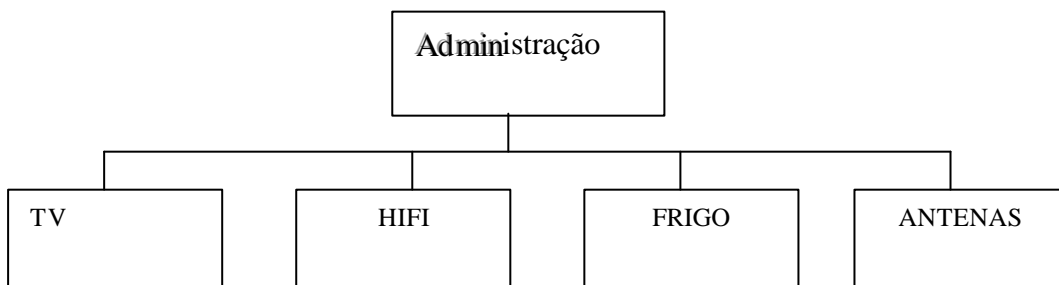 Administração
TV
HIFI
FRIGO
ANTENAS